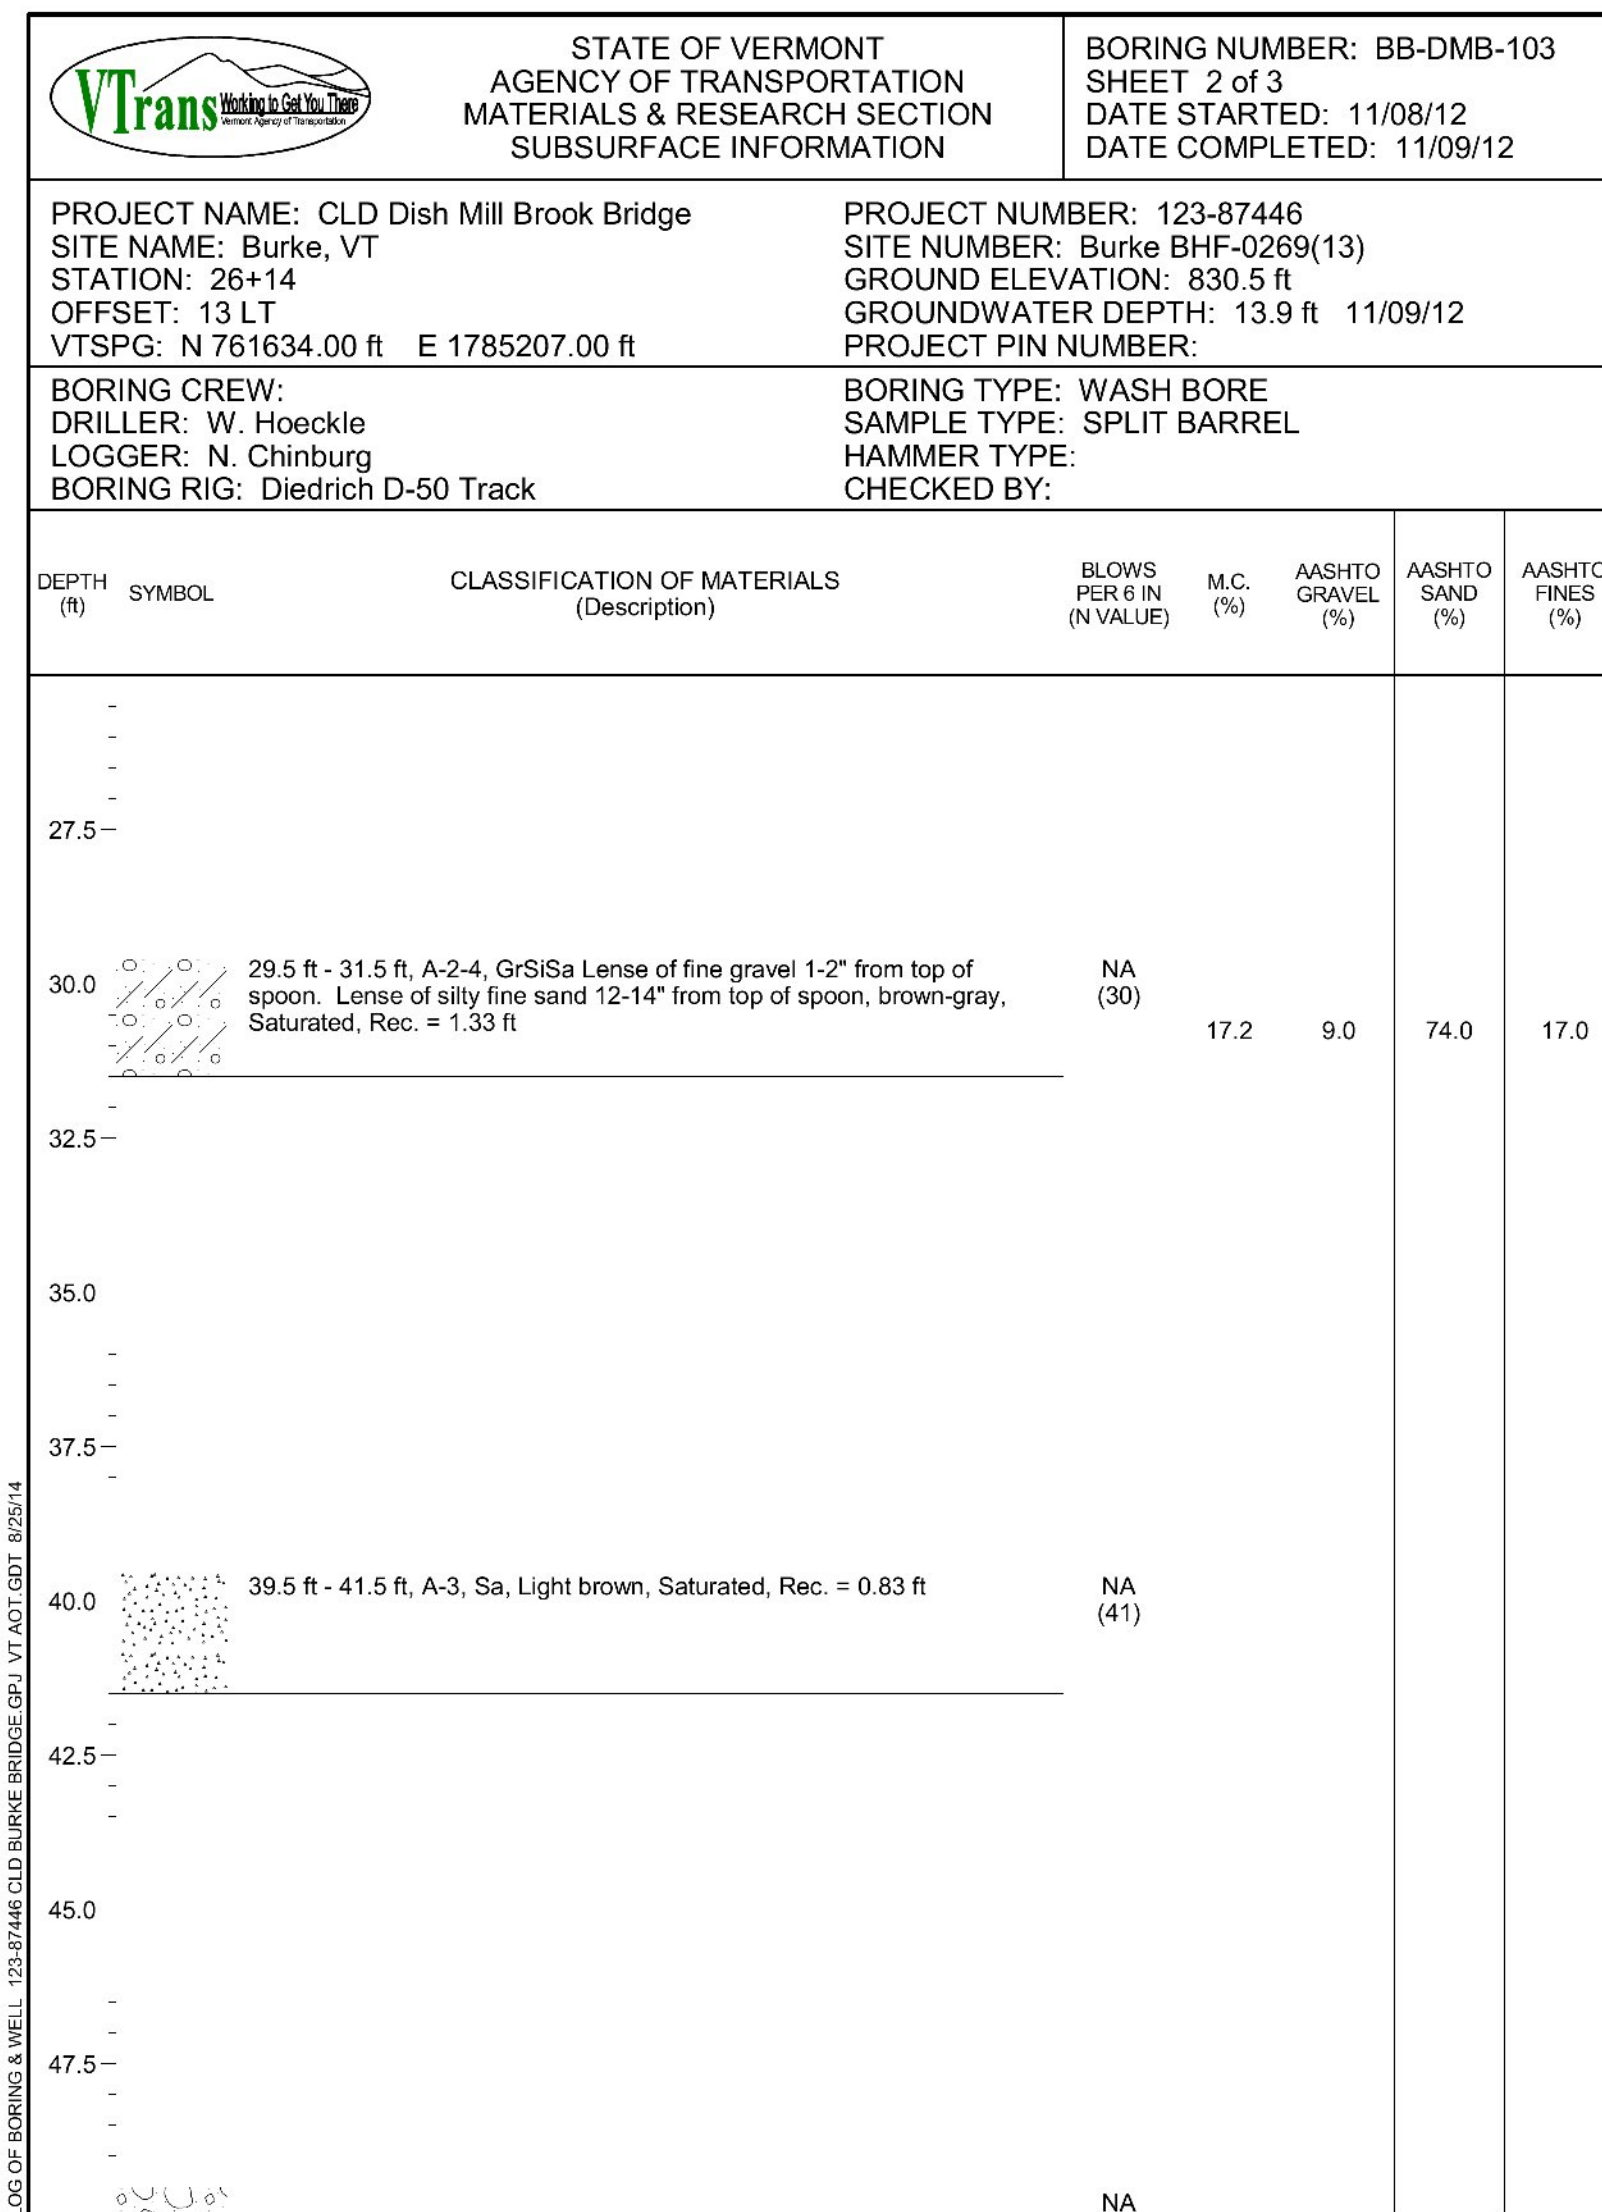 VTrans Working to Get You There
Vermont Agency of Transportation
STATE OF VERMONT
AGENCY OF TRANSPORTATION
MATERIALS & RESEARCH SECTION
SUBSURFACE INFORMATION
BORING NUMBER: BB-DMB-103
SHEET 2 of 3
DATE STARTED: 11/08/12
DATE COMPLETED: 11/09/12
PROJECT NAME: CLD Dish Mill Brook Bridge
SITE NAME: Burke, VT
STATION: 26+14
OFFSET: 13 LT
VTSPG: N 761634.00 ft E 1785207.00 ft
PROJECT NUMBER: 123-87446
SITE NUMBER: Burke BHF-0269(13)
GROUND ELEVATION: 830.5 ft
GROUNDWATER DEPTH: 13.9 ft 11/09/12
PROJECT PIN NUMBER:
BORING CREW:
DRILLER: W. Hoeckle
LOGGER: N. Chinburg
BORING RIG: Diedrich D-50 Track
BORING TYPE: WASH BORE
SAMPLE TYPE: SPLIT BARREL
HAMMER TYPE:
CHECKED BY:
DEPTH
(ft)
SYMBOL
CLASSIFICATION OF MATERIALS
(Description)
BLOWS
PER 6 IN
(N VALUE)
M.C.
(%)
AASHTO
GRAVEL
(%)
AASHTO
SAND
(%)
AASHTO
FINES
(%)
27.5
30.0
29.5 ft - 31.5 ft, A-2-4, GrSiSa Lense of fine gravel 1-2" from top of
spoon. Lense of silty fine sand 12-14" from top of spoon, brown-gray,
Saturated, Rec. = 1.33 ft
NA
(30)
17.2
9.0
74.0
17.0
32.5
35.0
37.5
40.0
39.5 ft - 41.5 ft, A-3, Sa, Light brown, Saturated, Rec. = 0.83 ft
NA
(41)
42.5
45.0
47.5
NA
LOG OF BORING & WELL 123-87446 CLD BURKE BRIDGE.GPJ VT AOT.GDT 8/25/14